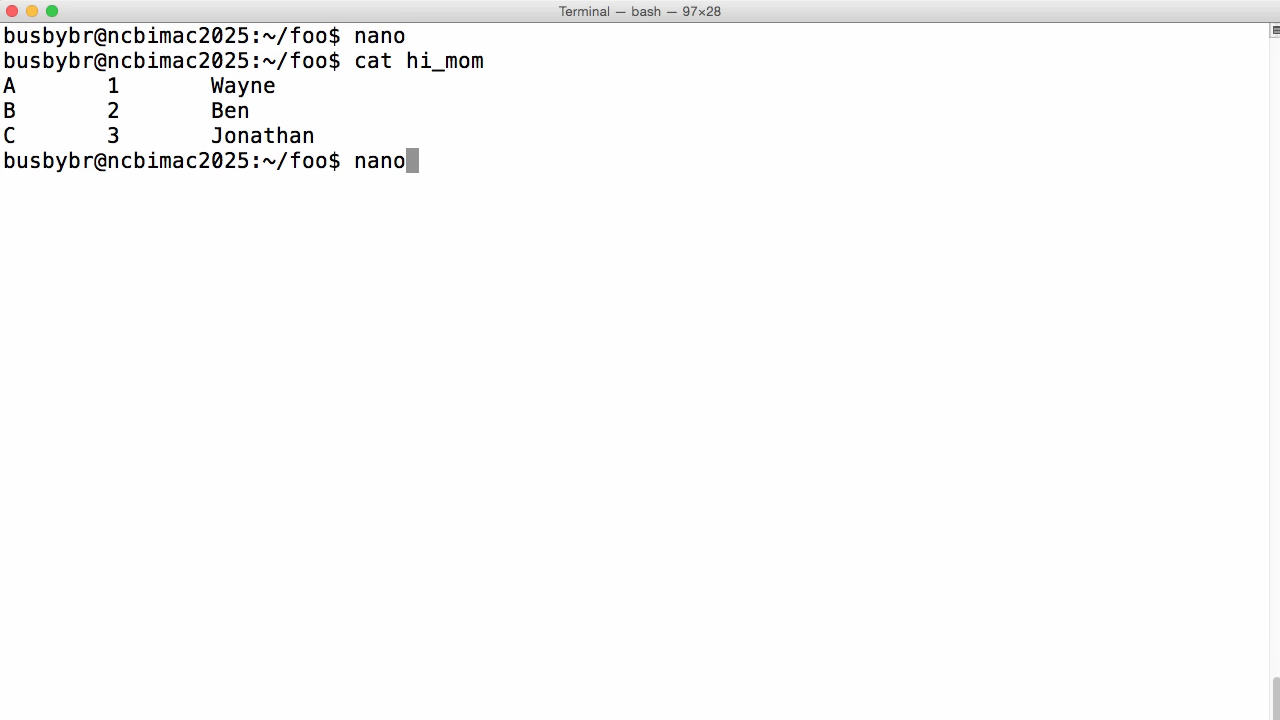 Terminal — bash — 97×28
busbybr@ncbimac2025:~/foo$ nano
busbybr@ncbimac2025:~/foo$ cat hi_mom
A	1	Wayne
B	2	Ben
C	3	Jonathan
busbybr@ncbimac2025:~/foo$ nano